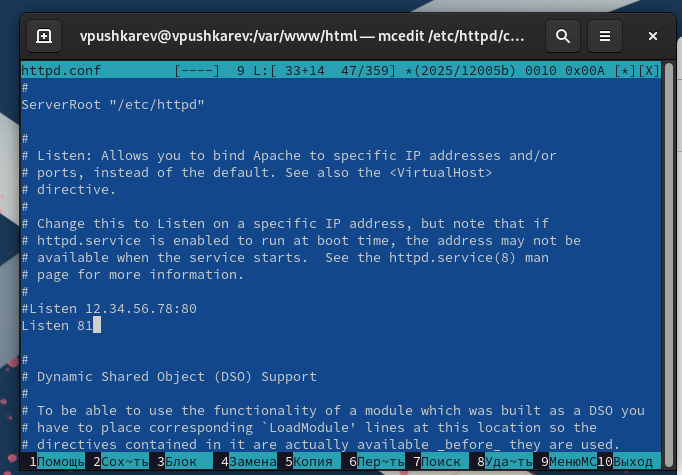 vpushkarev@vpushkarev:/var/www/html — mcedit /etc/httpd/c…
httpd.conf [----] 9 L:[ 33+14 47/359] *(2025/12005b) 0010 0x00A [*][X]
#
ServerRoot "/etc/httpd"
#
# Listen: Allows you to bind Apache to specific IP addresses and/or
# ports, instead of the default. See also the <VirtualHost>
# directive.
#
# Change this to Listen on a specific IP address, but note that if
# httpd.service is enabled to run at boot time, the address may not be
# available when the service starts.  See the httpd.service(8) man
# page for more information.
#
#Listen 12.34.56.78:80
Listen 81
#
# Dynamic Shared Object (DSO) Support
#
# To be able to use the functionality of a module which was built as a DSO you
# have to place corresponding `LoadModule' lines at this location so the
# directives contained in it are actually available _before_ they are used.
1Помощь 2Сох~ть 3Блок 4Замена 5Копия 6Пер~ть 7Поиск 8Уда~ть 9МенюMC 10Выход